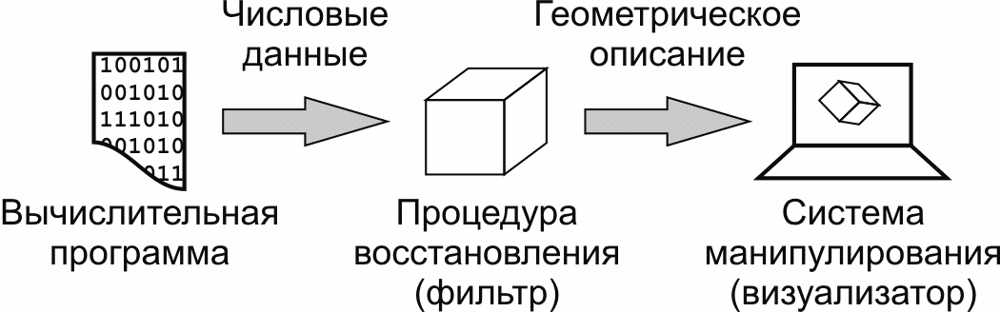 Числовые
данные
Геометрическое
описание
100101
001010
111010
001010
011
Вычислительная
программа
Процедура
восстановления
(фильтр)
Система
манипулирования
(визуализатор)